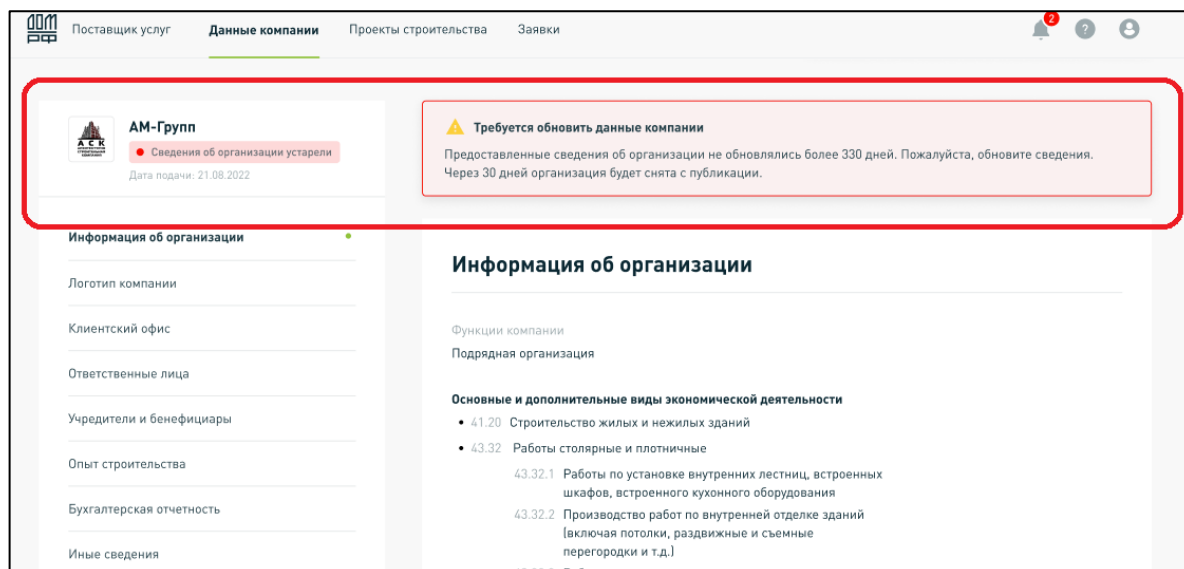 ДОМ
РФ
Поставщик услуг
Данные компании
Проекты строительства
Заявки
2
?
АСК
АМ-Групп
Сведения об организации устарели
Дата подачи: 21.08.2022
Требуется обновить данные компании
Предоставленные сведения об организации не обновлялись более 330 дней. Пожалуйста, обновите сведения.
Через 30 дней организация будет снята с публикации.
Информация об организации
Логотип компании
Клиентский офис
Ответственные лица
Учредители и бенефициары
Опыт строительства
Бухгалтерская отчетность
Иные сведения
Информация об организации
Функции компании
Подрядная организация
Основные и дополнительные виды экономической деятельности
• 41.20 Строительство жилых и нежилых зданий
• 43.32 Работы столярные и плотничные
43.32.1 Работы по установке внутренних лестниц, встроенных
шкафов, встроенного кухонного оборудования
43.32.2 Производство работ по внутренней отделке зданий
(включая потолки, раздвижные и съемные
перегородки и т.д.)